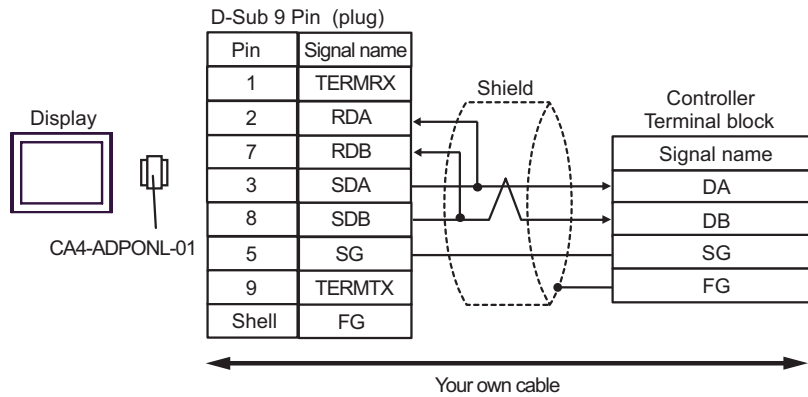 D-Sub 9 Pin (plug)
Pin Signal name
1 TERMRX
2 RDA
7 RDB
3 SDA
8 SDB
5 SG
9 TERMTX
Shell FG
Display
CA4-ADPONL-01
Shield
Controller
Terminal block
Signal name
DA
DB
SG
FG
Your own cable